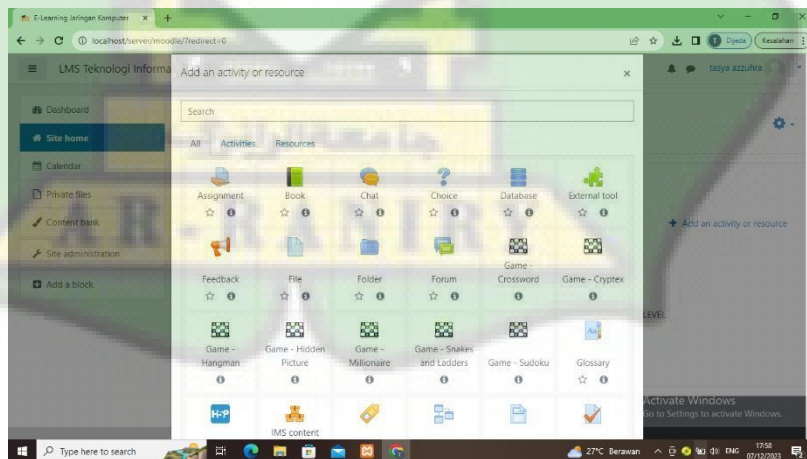 E-Learning Jaringan Komputer
localhost/server/moodle/?redirect=0
Dijeda
Kesalahan
LMS Teknologi Informa
tasya azzuhra
Dashboard
Site home
Calendar
Private files
Content bank
Site administration
Add a block
Add an activity or resource
Search
All Activities Resources
Assignment Book Chat Choice Database External tool
Feedback File Folder Forum Game - Crossword Game - Cryptex
Game - Hangman Game - Hidden Picture Game - Millionaire Game - Snakes and Ladders Game - Sudoku Glossary
H-P
IMS content
Add an activity or resource
LEVEL
Activate Windows
Go to Settings to activate Windows.
AR-RANIRY
Type here to search
27°C Berawan
ENG
17:58
07/12/2023